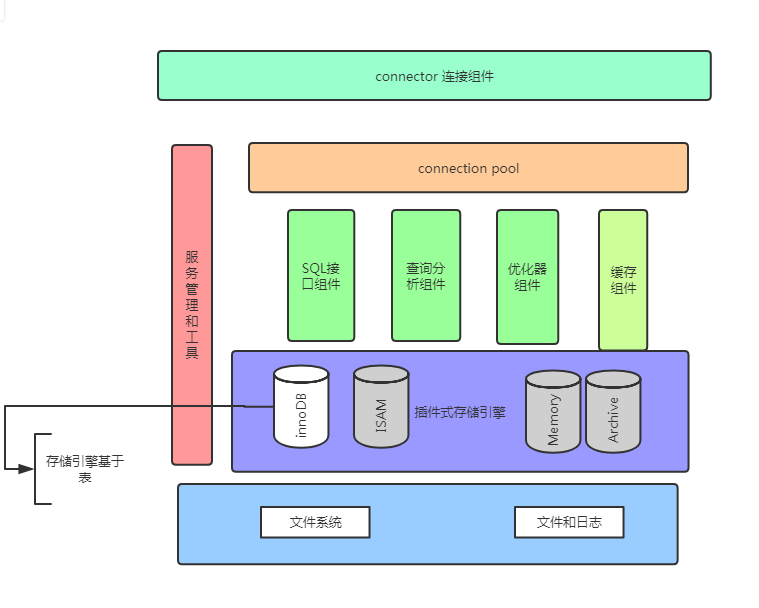 connector 连接组件
connection pool
服
务
管
理
和
工
具
SQL接
口组件
查询分
析组件
优化器
组件
缓存
组件
innoDB
ISAM
插件式存储引擎
Memory
Archive
存储引擎基于
表
文件系统
文件和日志